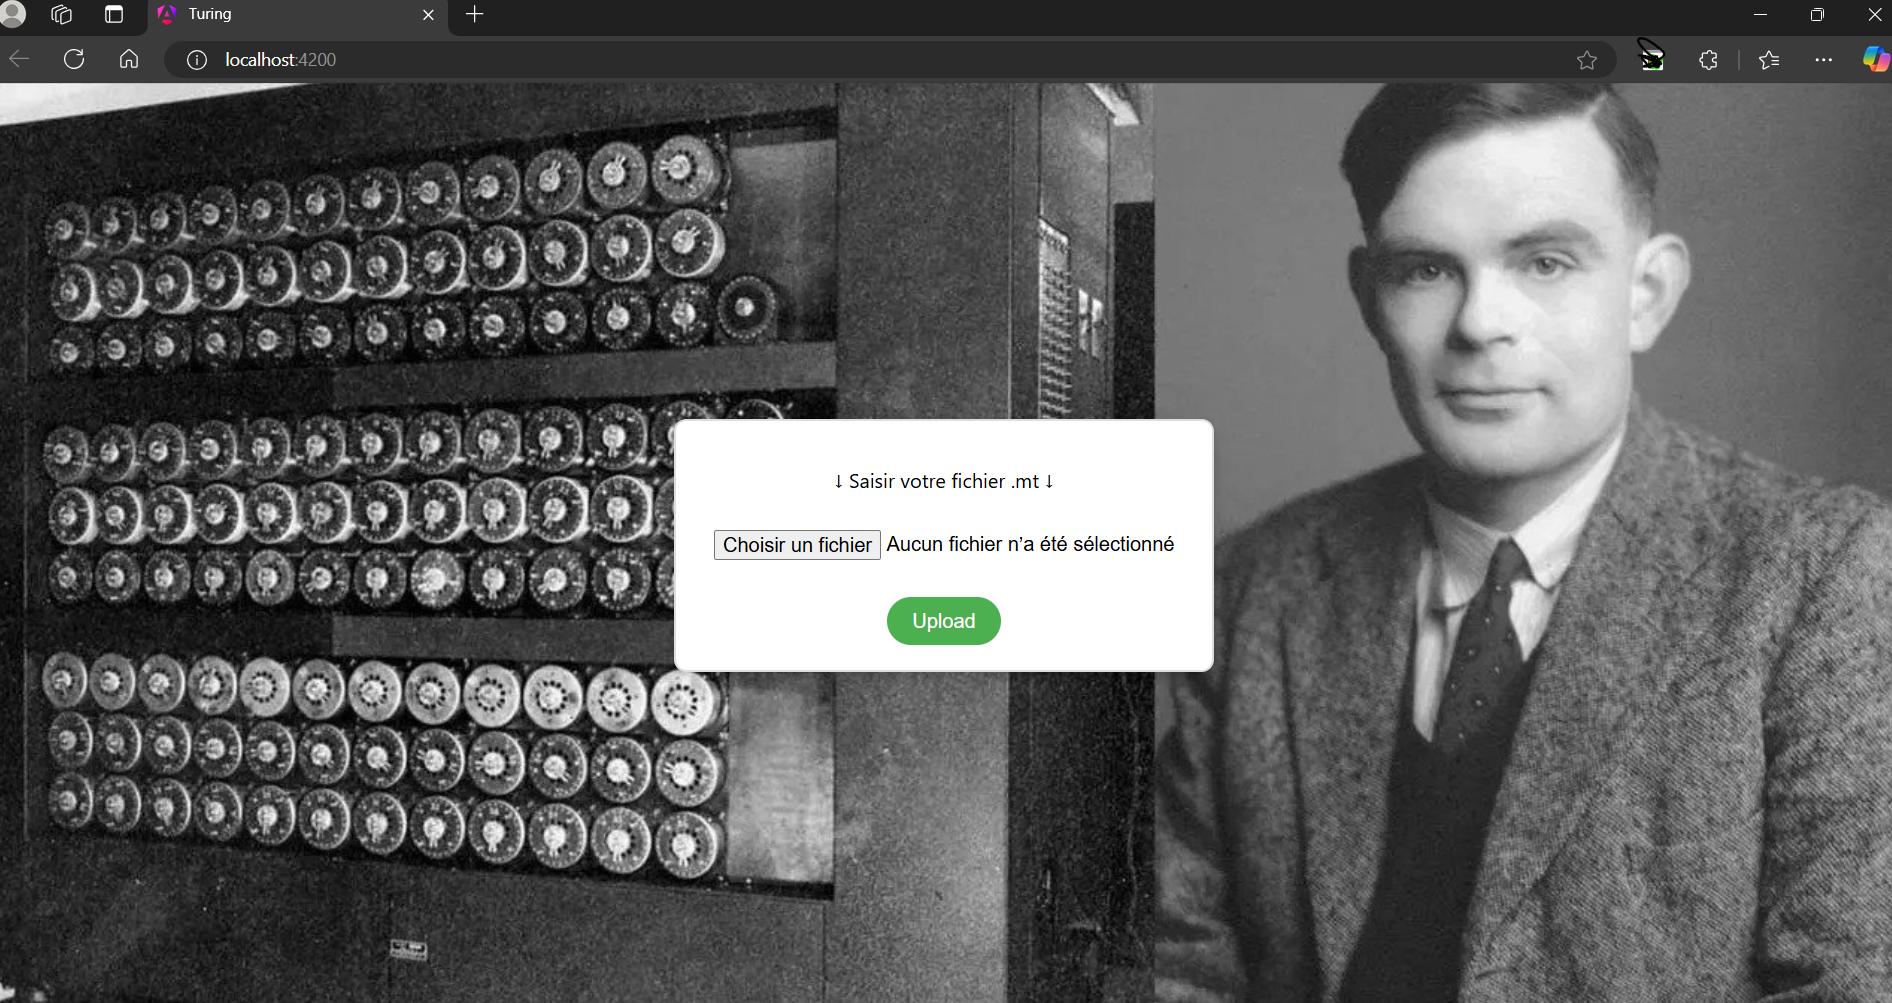 Turing
localhost:4200
↓ Saisir votre fichier .mt ↓
Choisir un fichier Aucun fichier n’a été sélectionné
Upload